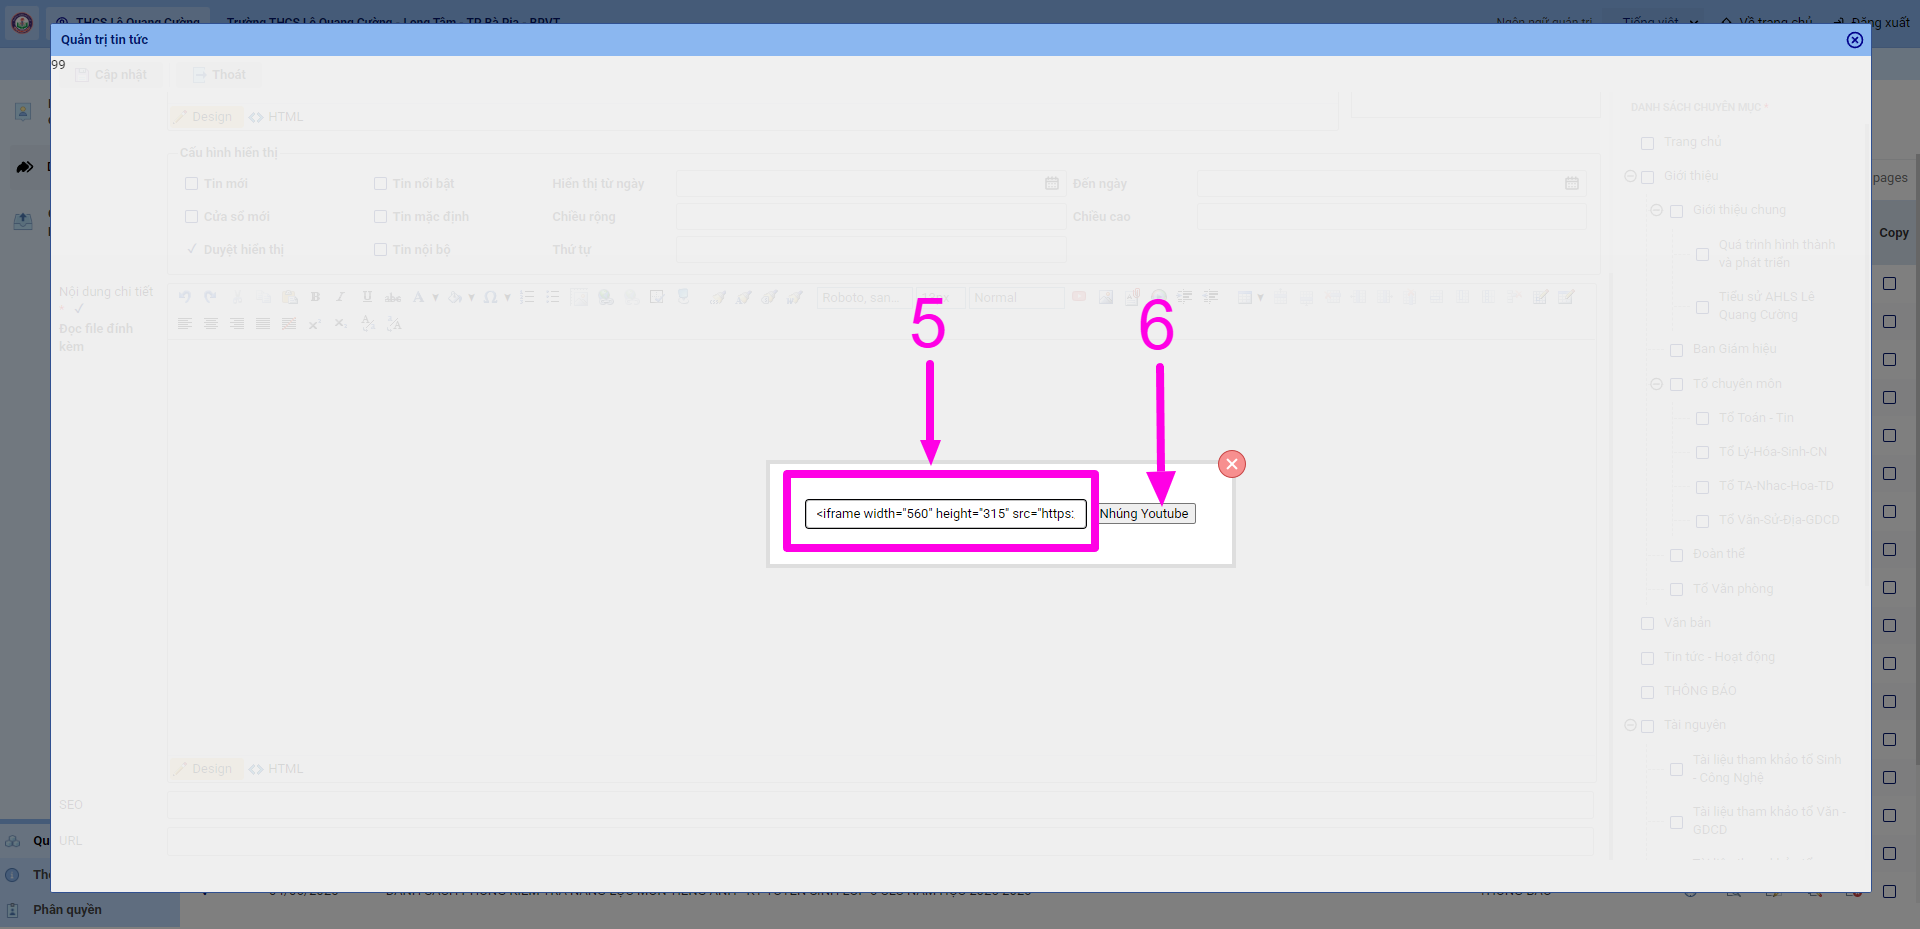 THCS Lê Quang Cường
Trường THCS Lê Quang Cường - Long Tâm - TP Bà Rịa - BRVT
Ngôn ngữ quản trị
Tiếng việt
Về trang chủ
Đăng xuất
Quản trị tin tức
99
Cập nhật
Thoát
Design
HTML
DANH SÁCH CHUYÊN MỤC *
Cấu hình hiển thị
Trang chủ
Tin mới
Tin nổi bật
Hiển thị từ ngày
Đến ngày
Giới thiệu
pages
Cửa sổ mới
Tin mặc định
Chiều rộng
Chiều cao
Giới thiệu chung
Copy
Duyệt hiển thị
Tin nội bộ
Thứ tự
Quá trình hình thành
và phát triển
Nội dung chi tiết
*
Đọc file đính
kèm
B I U abc A
Roboto, san...
Normal
Tiểu sử AHLS Lê
Quang Cường
5
6
Ban Giám hiệu
Tổ chuyên môn
Tổ Toán - Tin
Tổ Lý-Hóa-Sinh-CN
Tổ TA-Nhạc-Họa-TD
<iframe width="560" height="315" src="https:
Nhúng Youtube
Tổ Văn-Sử-Địa-GDCD
Đoàn thể
Tổ Văn phòng
Văn bản
Tin tức - Hoạt động
THÔNG BÁO
Tài nguyên
Design
HTML
Tài liệu tham khảo tổ Sinh
- Công Nghệ
SEO
Tài liệu tham khảo tổ Văn -
GDCD
Qu
URL
Thô
Phân quyền